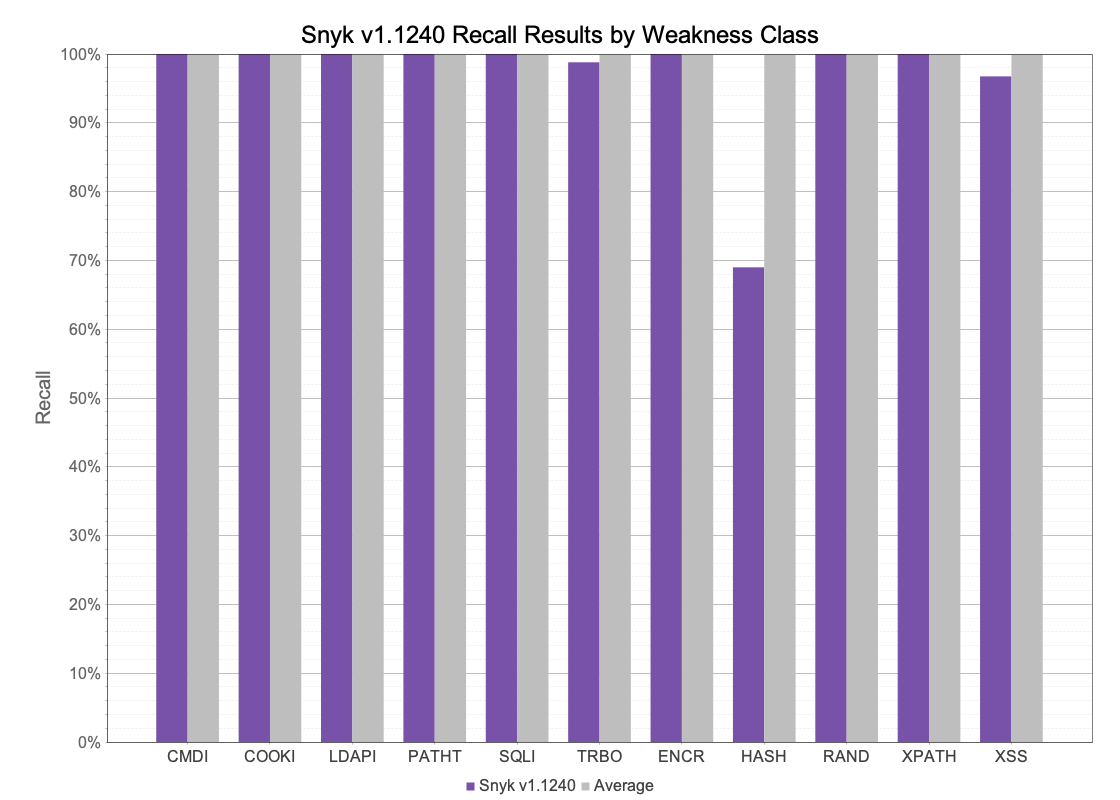 Snyk v1.1240 Recall Results by Weakness Class
100%
90%
80%
70%
60%
50%
40%
30%
20%
10%
0%
Recall
CMDI COOKI LDAPI PATHT SQLI TRBO ENCR HASH RAND XPATH XSS
Snyk v1.1240 Average